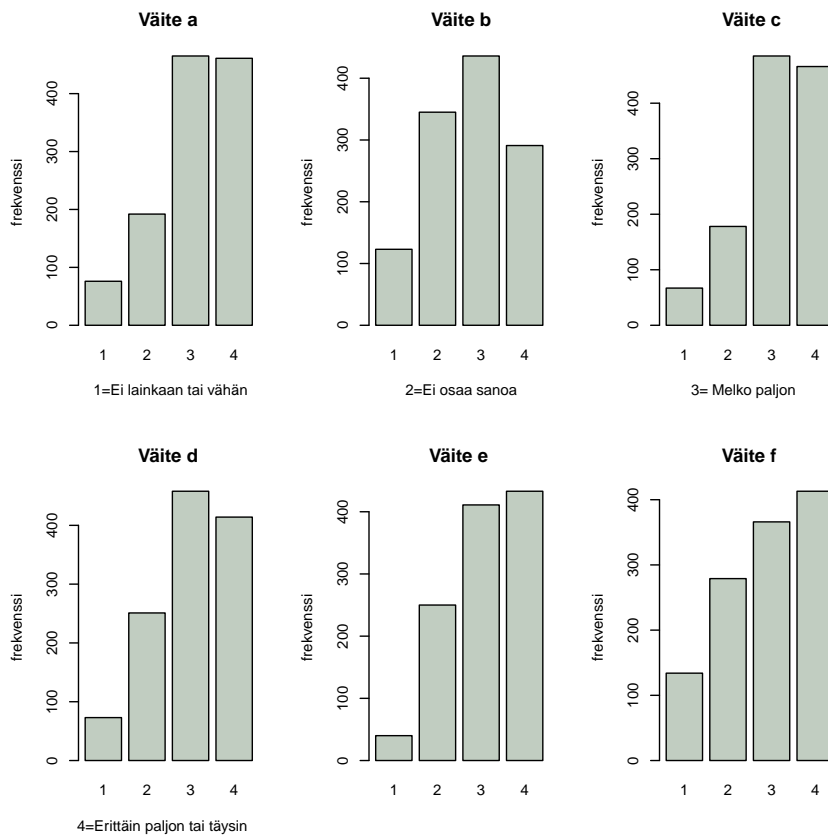 Väite a
frekvenssi
0 100 200 300 400
1 2 3 4
1=Ei lainkaan tai vähän
Väite b
frekvenssi
0 100 200 300 400
1 2 3 4
2=Ei osaa sanoa
Väite c
frekvenssi
0 100 200 300 400
1 2 3 4
3= Melko paljon
Väite d
frekvenssi
0 100 200 300 400
1 2 3 4
4=Erittäin paljon tai täysin
Väite e
frekvenssi
0 100 200 300 400
1 2 3 4
Väite f
frekvenssi
0 100 200 300 400
1 2 3 4